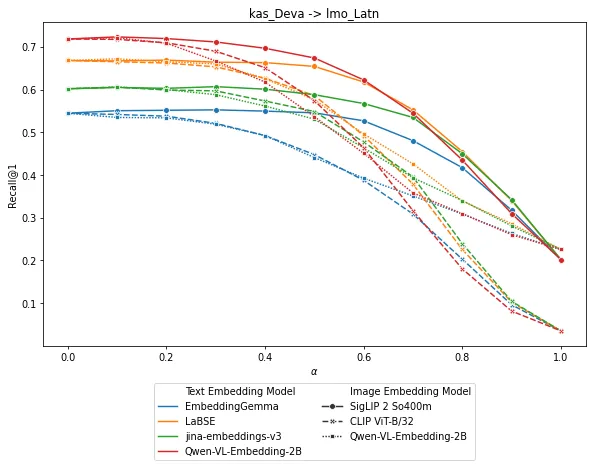 kas_Deva -> lmo_Latn
0.7
0.6
0.5
0.4
0.3
0.2
0.1
Recall@1
0.0 0.2 0.4 0.6 0.8 1.0
α
Text Embedding Model Image Embedding Model
EmbeddingGemma SigLIP 2 So400m
LaBSE CLIP ViT-B/32
jina-embeddings-v3 Qwen-VL-Embedding-2B
Qwen-VL-Embedding-2B